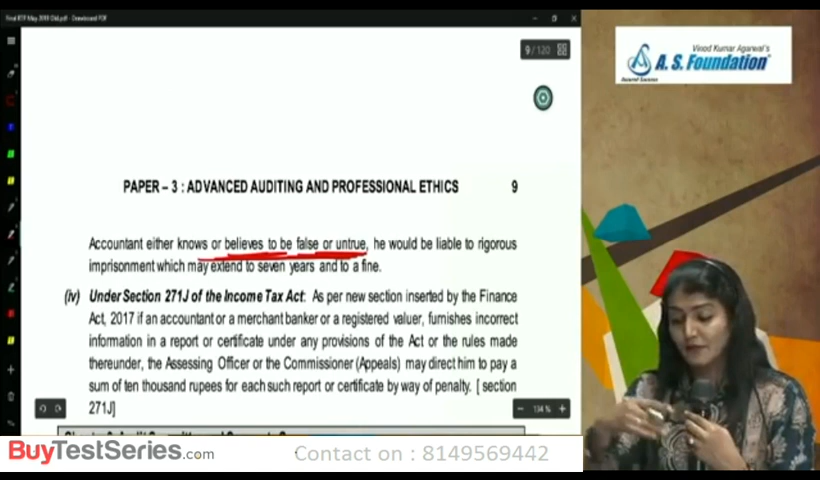 Final RTP May 2018 Old.pdf - Drawboard PDF
9 / 120
Vinod Kumar Agarwal's
A. S. Foundation
Assured Success
PAPER – 3 : ADVANCED AUDITING AND PROFESSIONAL ETHICS 9
Accountant either knows or believes to be false or untrue, he would be liable to rigorous
imprisonment which may extend to seven years and to a fine.
(iv) Under Section 271J of the Income Tax Act: As per new section inserted by the Finance
Act, 2017 if an accountant or a merchant banker or a registered valuer, furnishes incorrect
information in a report or certificate under any provisions of the Act or the rules made
thereunder, the Assessing Officer or the Commissioner (Appeals) may direct him to pay a
sum of ten thousand rupees for each such report or certificate by way of penalty. [ section
271J]
134 %
BuyTestSeries.com
Contact on : 8149569442